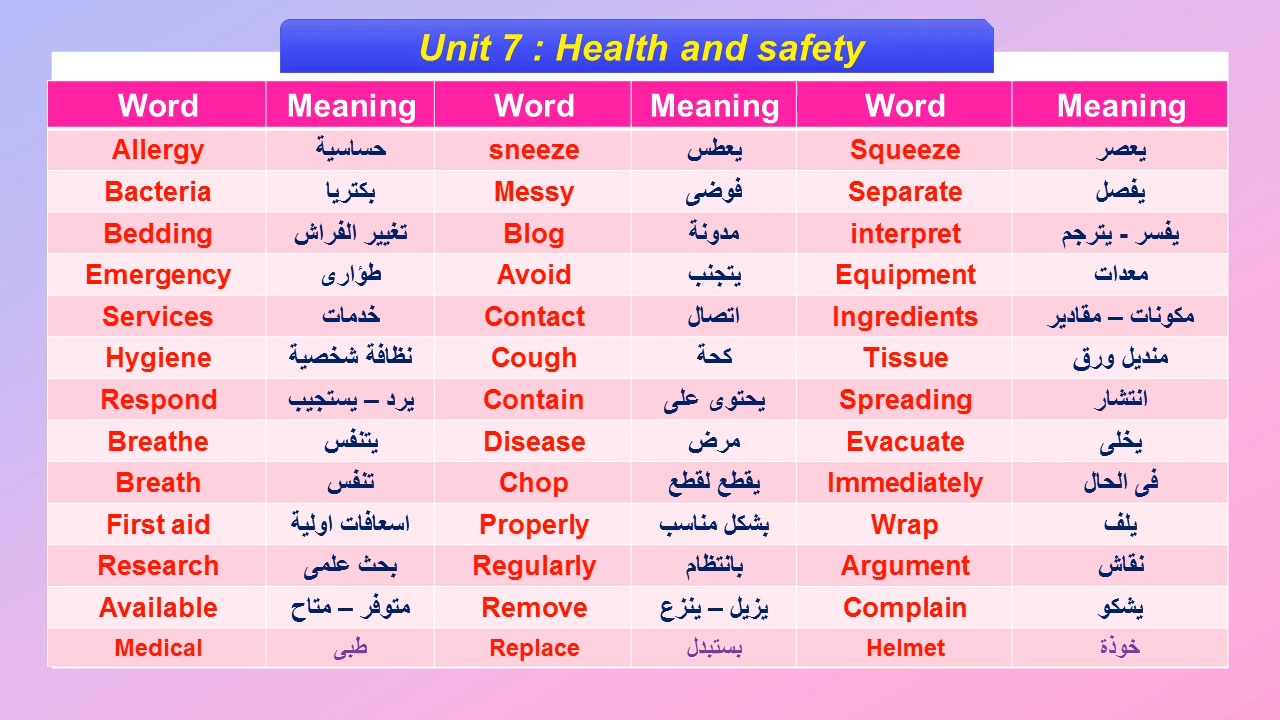 Unit 7 : Health and safety
Word Meaning Word Meaning Word Meaning
Allergy حساسية sneeze يعطس Squeeze يعصر
Bacteria بكتريا Messy فوضى Separate يفصل
Bedding تغيير الفراش Blog مدونة interpret يفسر - يترجم
Emergency طؤارى Avoid يتجنب Equipment معدات
Services خدمات Contact اتصال Ingredients مكونات – مقادير
Hygiene نظافة شخصية Cough كحة Tissue منديل ورق
Respond يرد – يستجيب Contain يحتوى على Spreading انتشار
Breathe يتنفس Disease مرض Evacuate يخلى
Breath تنفس Chop يقطع لقطع Immediately فى الحال
First aid اسعافات اولية Properly بشكل مناسب Wrap يلف
Research بحث علمى Regularly بانتظام Argument نقاش
Available متوفر – متاح Remove يزيل – ينزع Complain يشكو
Medical طبى Replace بستبدل Helmet خوذة